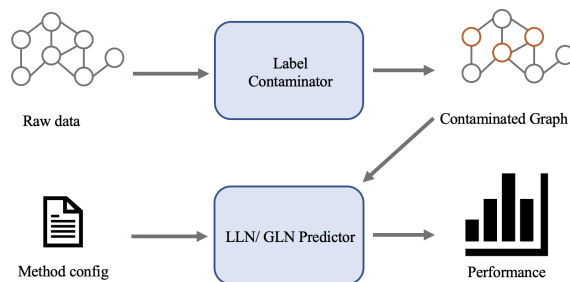 Label
Contaminator
Raw data
Contaminated Graph
LLN/ GLN Predictor
Method config
Performance